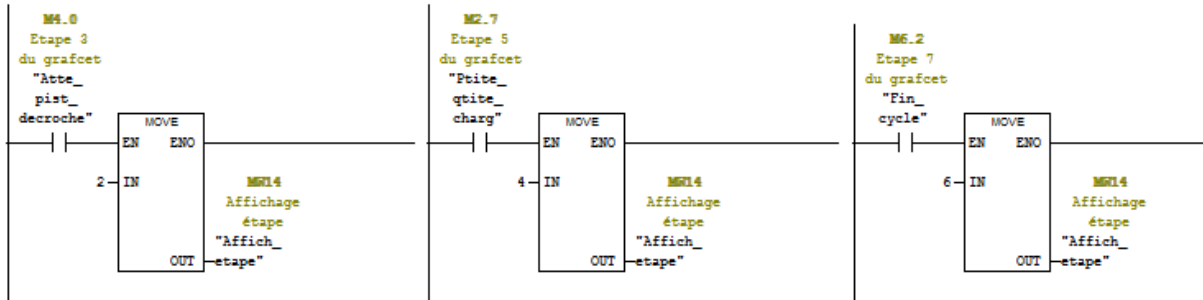 M4.0
Etape 3
du grafcet
"Atte_
pist_
decroche"
MOVE
EN ENO
2 IN
MW14
Affichage
étape
"Affich_
OUT etape"
M2.7
Etape 5
du grafcet
"Ptite_
qtite_
charg"
MOVE
EN ENO
4 IN
MW14
Affichage
étape
"Affich_
OUT etape"
M6.2
Etape 7
du grafcet
"Fin_
cycle"
MOVE
EN ENO
6 IN
MW14
Affichage
étape
"Affich_
OUT etape"